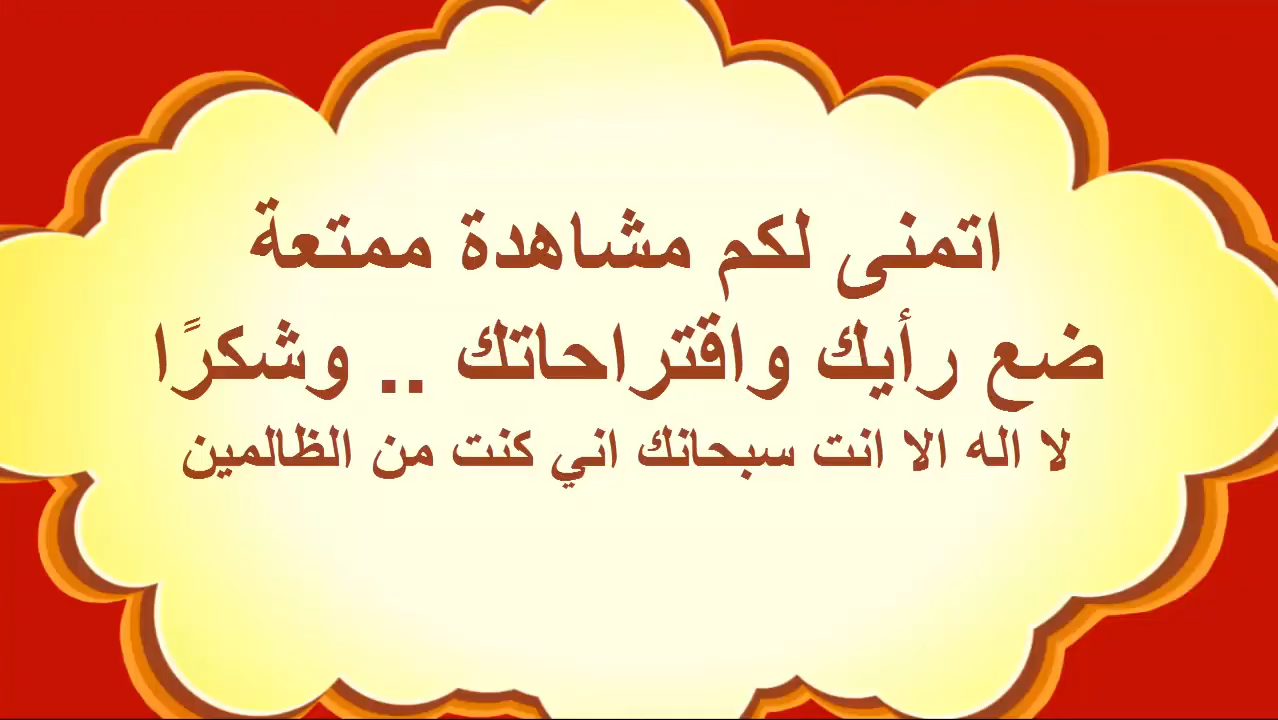 اتمنى لكم مشاهدة ممتعة
ضع رأيك واقتراحاتك .. وشكرًا
لا اله الا انت سبحانك اني كنت من الظالمين